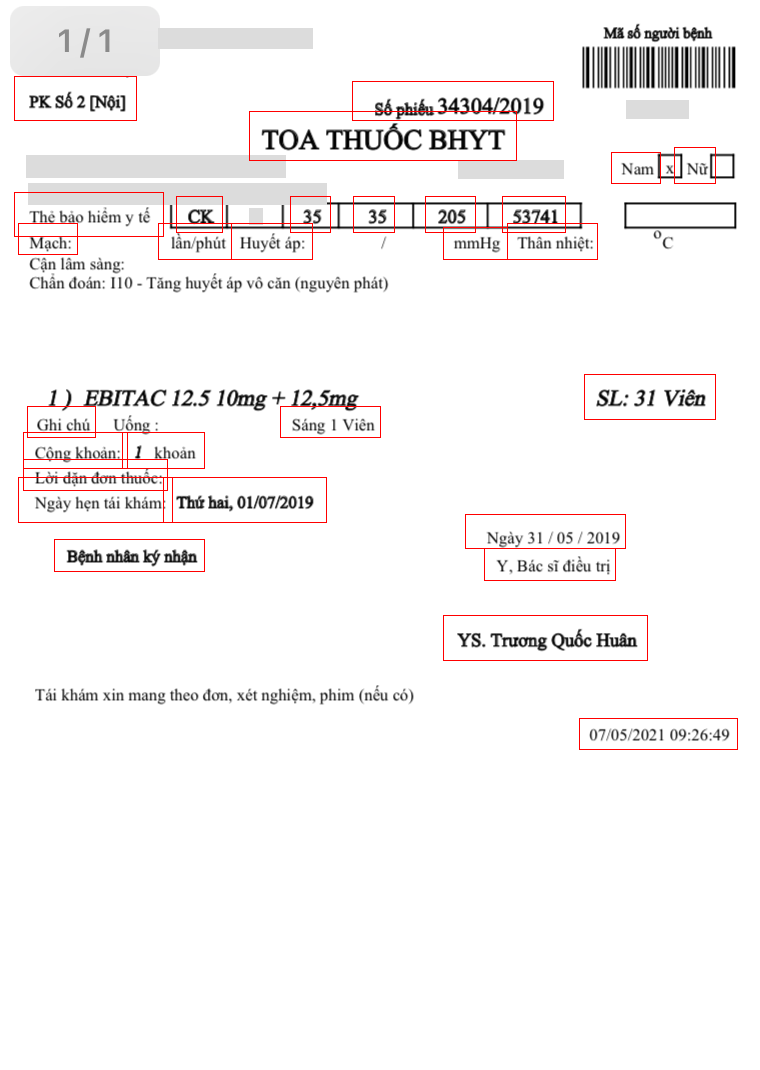 1/1
Mã số người bệnh
PK Số 2 [Nội]
Số phiếu 34304/2019
TOA THUỐC BHYT
Nam x Nữ
Thẻ bảo hiểm y tế CK 35 35 205 53741
Mạch: lần/phút Huyết áp: / mmHg Thân nhiệt: °C
Cận lâm sàng:
Chẩn đoán: I10 - Tăng huyết áp vô căn (nguyên phát)
1 ) EBITAC 12.5 10mg + 12,5mg SL: 31 Viên
Ghi chú Uống : Sáng 1 Viên
Cộng khoản: 1 khoản
Lời dặn đơn thuốc:
Ngày hẹn tái khám: Thứ hai, 01/07/2019
Ngày 31 / 05 / 2019
Bệnh nhân ký nhận
Y, Bác sĩ điều trị
YS. Trương Quốc Huân
Tái khám xin mang theo đơn, xét nghiệm, phim (nếu có)
07/05/2021 09:26:49